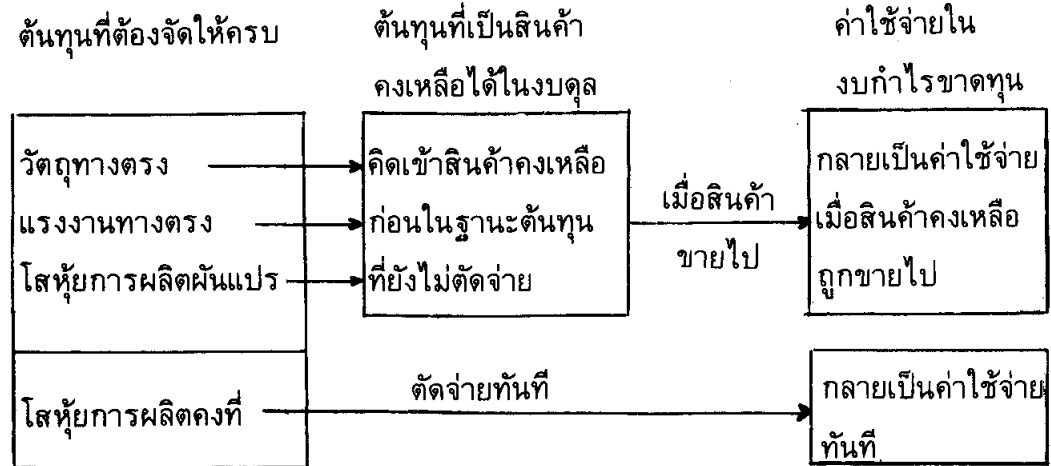 ต้นทุนที่ต้องจัดให้ครบ
ต้นทุนที่เป็นสินค้า
คงเหลือได้ในงบดุล
ค่าใช้จ่ายใน
งบกำไรขาดทุน
วัตถุทางตรง
แรงงานทางตรง
โสหุ้ยการผลิตผันแปร
คิดเข้าสินค้าคงเหลือ
ก่อนในฐานะต้นทุน
ที่ยังไม่ตัดจ่าย
เมื่อสินค้า
ขายไป
กลายเป็นค่าใช้จ่าย
เมื่อสินค้าคงเหลือ
ถูกขายไป
โสหุ้ยการผลิตคงที่
ตัดจ่ายทันที
กลายเป็นค่าใช้จ่าย
ทันที